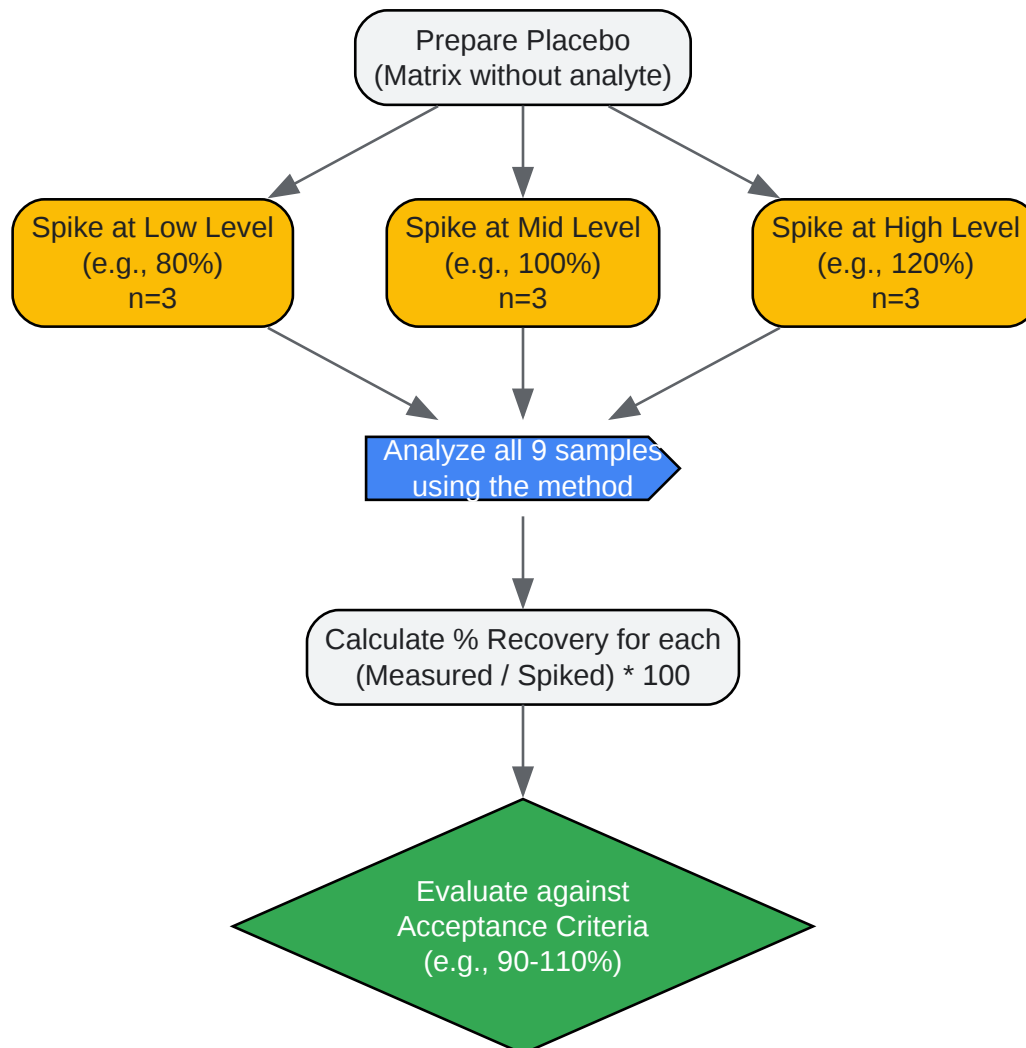 Prepare Placebo
(Matrix without analyte)
Spike at Low Level
(e.g., 80%)
n=3
Spike at Mid Level
(e.g., 100%)
n=3
Spike at High Level
(e.g., 120%)
n=3
Analyze all 9 samples
using the method
Calculate % Recovery for each
(Measured / Spiked) * 100
Evaluate against
Acceptance Criteria
(e.g., 90-110%)